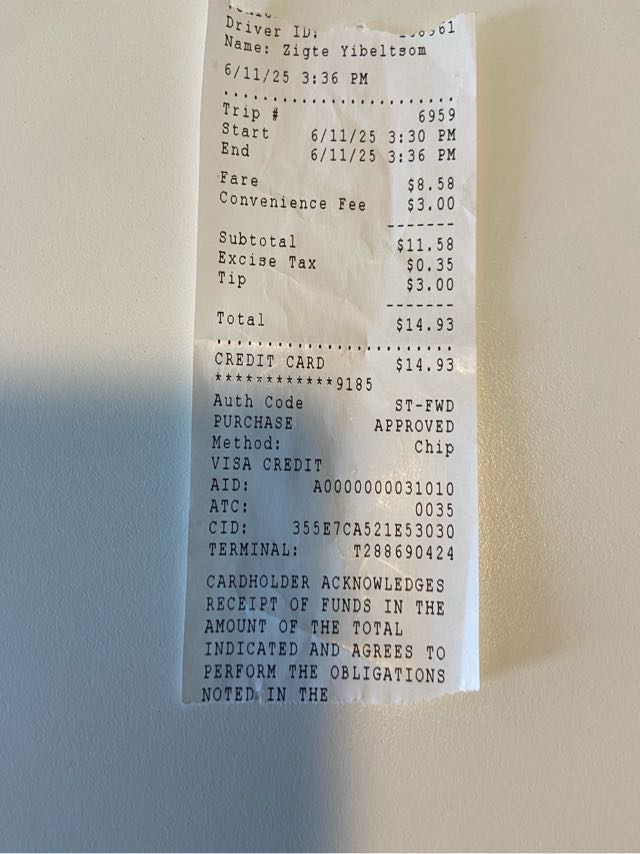 Driver ID:
Name: Zigte Yibeltsom
6/11/25 3:36 PM
Trip # 6959
Start 6/11/25 3:30 PM
End 6/11/25 3:36 PM
Fare $8.58
Convenience Fee $3.00
-------
Subtotal $11.58
Excise Tax $0.35
Tip $3.00
-------
Total $14.93
CREDIT CARD $14.93
************9185
Auth Code ST-FWD
PURCHASE APPROVED
Method: Chip
VISA CREDIT
AID: A0000000031010
ATC: 0035
CID: 355E7CA521E53030
TERMINAL: T288690424
CARDHOLDER ACKNOWLEDGES
RECEIPT OF FUNDS IN THE
AMOUNT OF THE TOTAL
INDICATED AND AGREES TO
PERFORM THE OBLIGATIONS
NOTED IN THE